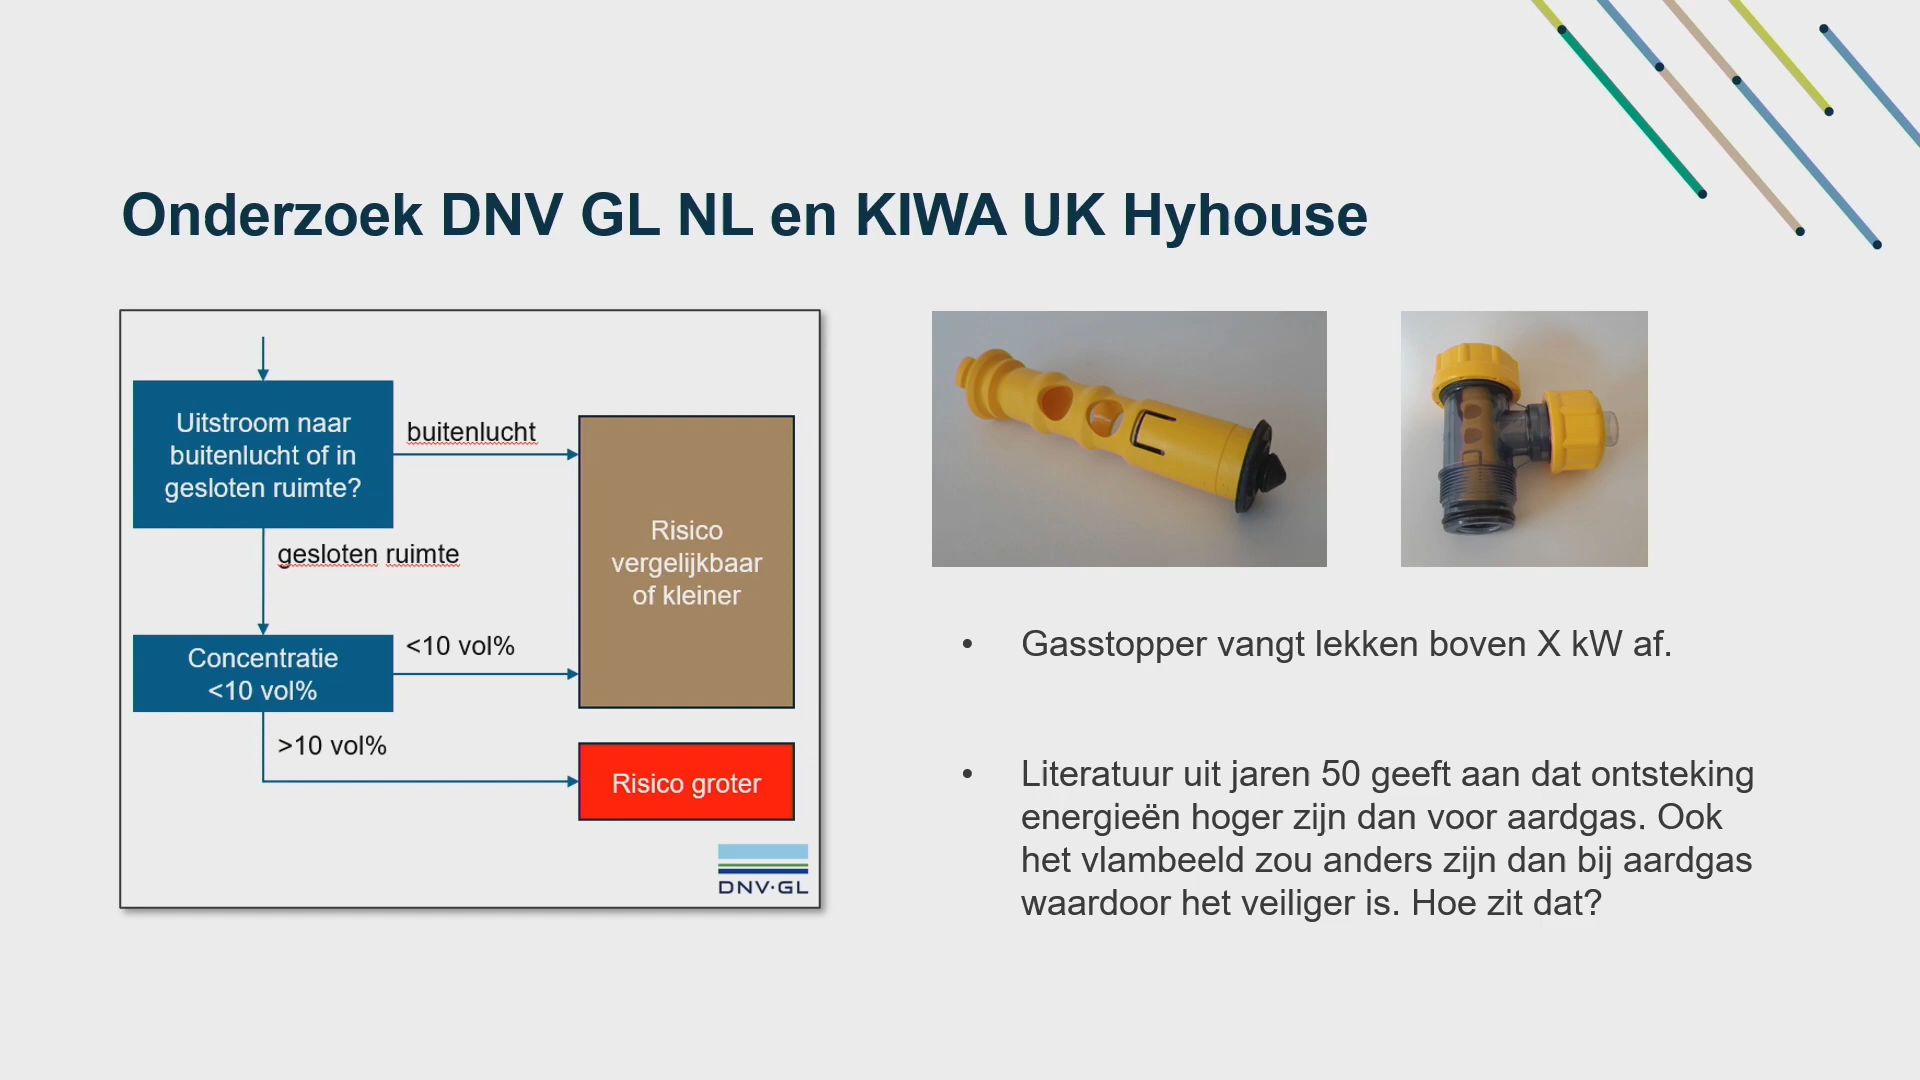 Onderzoek DNV GL NL en KIWA UK Hyhouse
Uitstroom naar
buitenlucht of in
gesloten ruimte?
buitenlucht
gesloten ruimte
Risico
vergelijkbaar
of kleiner
Concentratie
<10 vol%
<10 vol%
>10 vol%
Risico groter
DNV·GL
• Gasstopper vangt lekken boven X kW af.
• Literatuur uit jaren 50 geeft aan dat ontsteking
energieën hoger zijn dan voor aardgas. Ook
het vlambeeld zou anders zijn dan bij aardgas
waardoor het veiliger is. Hoe zit dat?